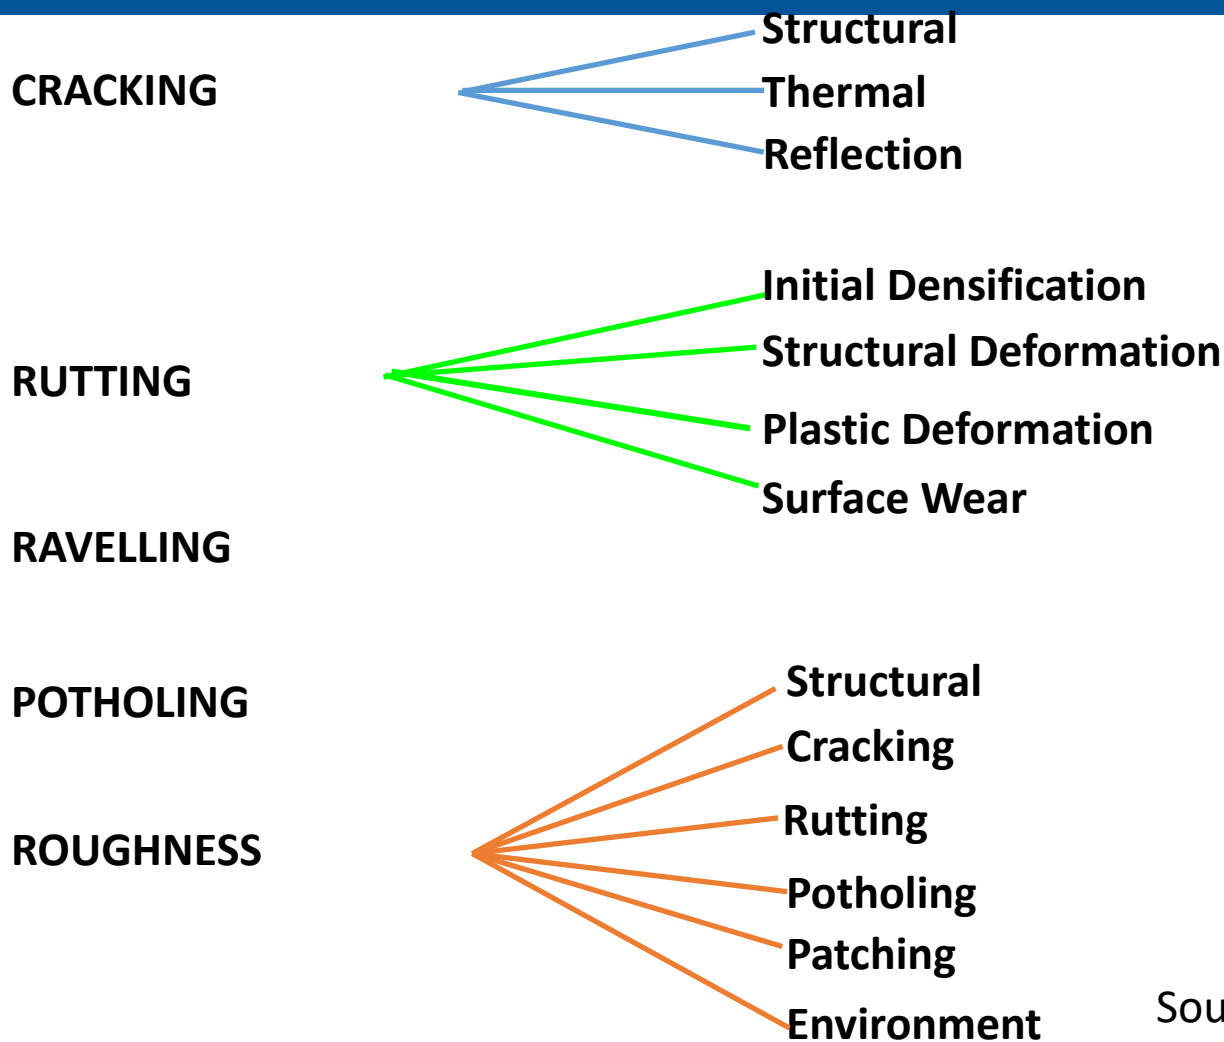 CRACKING
Structural
Thermal
Reflection
RUTTING
Initial Densification
Structural Deformation
Plastic Deformation
Surface Wear
RAVELLING
POTHOLING
ROUGHNESS
Structural
Cracking
Rutting
Potholing
Patching
Environment
Sou